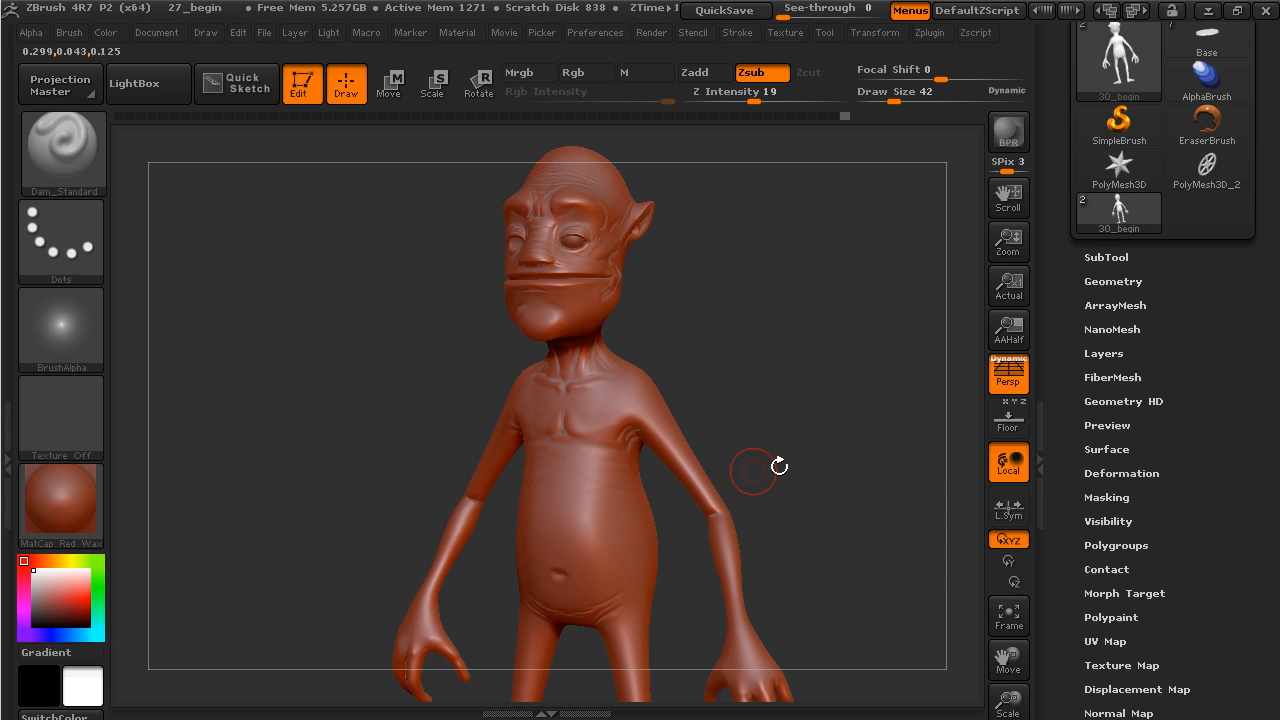 ZBrush 4R7 P2 (x64) 27_begin • Free Mem 5.257GB • Active Mem 1271 • Scratch Disk 838 • ZTime QuickSave See-through 0 Menus DefaultZScript
Alpha Brush Color Document Draw Edit File Layer Light Macro Marker Material Movie Picker Preferences Render Stencil Stroke Texture Tool Transform Zplugin Zscript
0.299,0.043,0.125
Projection Master
LightBox
Quick Sketch
Edit
Draw
Move
Scale
Rotate
Mrgb Rgb M
Rgb Intensity
Zadd Zsub Zcut
Z Intensity 19
Focal Shift 0
Draw Size 42
Dynamic
Dam_Standard
Dots
BrushAlpha
Texture Off
MatCap Red Wax
Gradient
SwitchColor
BPR
SPix 3
Scroll
Zoom
Actual
AAHalf
Dynamic
Persp
X Y Z
Floor
Local
L.Sym
XYZ
Y
Z
Frame
Move
Scale
2
3D_begin
7
Base
AlphaBrush
SimpleBrush
EraserBrush
PolyMesh3D
PolyMesh3D_2
2
3D_begin
SubTool
Geometry
ArrayMesh
NanoMesh
Layers
FiberMesh
Geometry HD
Preview
Surface
Deformation
Masking
Visibility
Polygroups
Contact
Morph Target
Polypaint
UV Map
Texture Map
Displacement Map
Normal Map